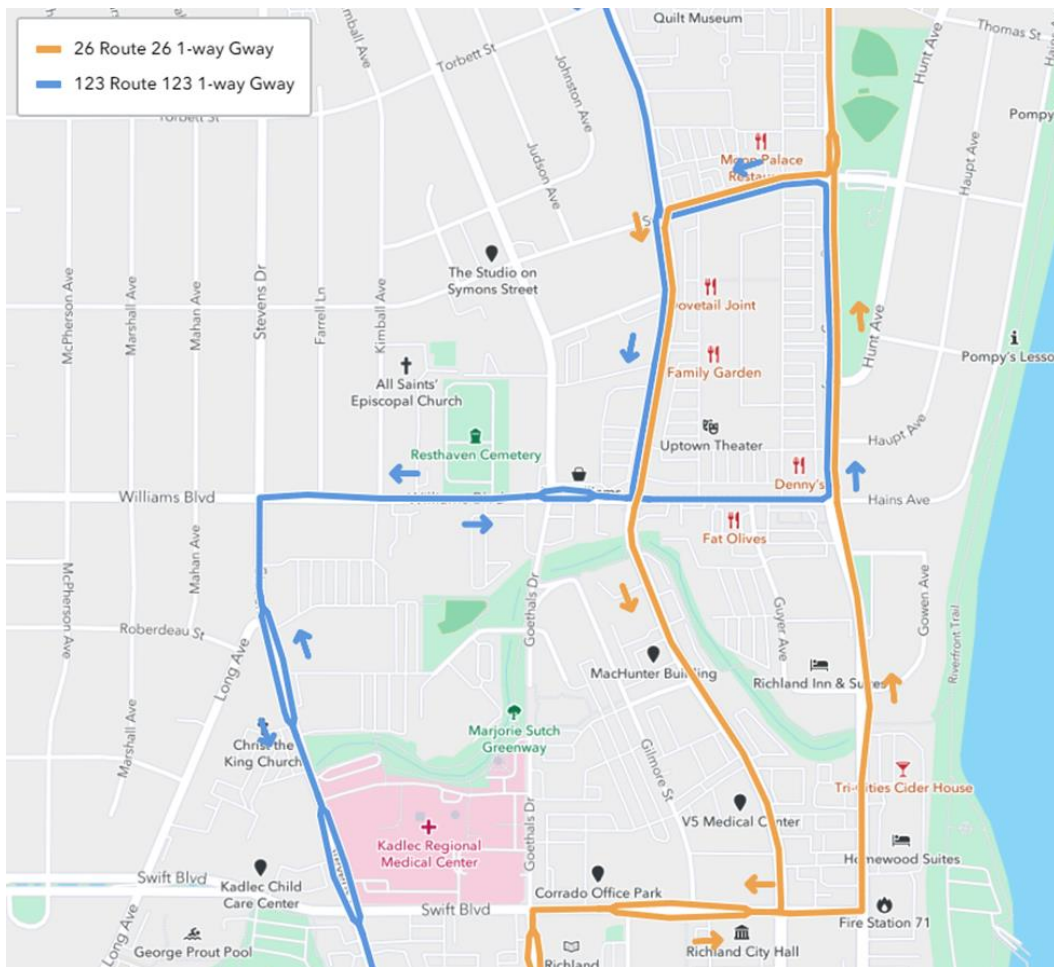 26 Route 26 1-way Gway
123 Route 123 1-way Gway
Quilt Museum
Thomas St
Kimball Ave
Torbett St
Johnston Ave
Hunt Ave
Torbett St
Pompy
Judson Ave
Moon Palace
Haupt Ave
McPherson Ave
Marshall Ave
Mahan Ave
Stevens Dr
Farrell Ln
Kimball Ave
The Studio on
Symons Street
Dovetail Joint
Hunt Ave
Pompy's Lesso
Family Garden
All Saints'
Episcopal Church
Uptown Theater
Haupt Ave
Resthaven Cemetery
Denny's
Williams Blvd
Hains Ave
Fat Olives
McPherson Ave
Mahan Ave
Goethals Dr
Guyer Ave
Gowen Ave
Riverfront Trail
Roberdeau St
Long Ave
MacHunter Building
Richland Inn & Suites
Marshall Ave
Christ the
King Church
Marjorie Sutch
Greenway
Gilmore St
Tri-Cities Cider House
V5 Medical Center
Goethals Dr
Kadlec Regional
Medical Center
Homewood Suites
Swift Blvd
Kadlec Child
Care Center
Corrado Office Park
Swift Blvd
Fire Station 71
Long Ave
George Prout Pool
Richland City Hall
Richland